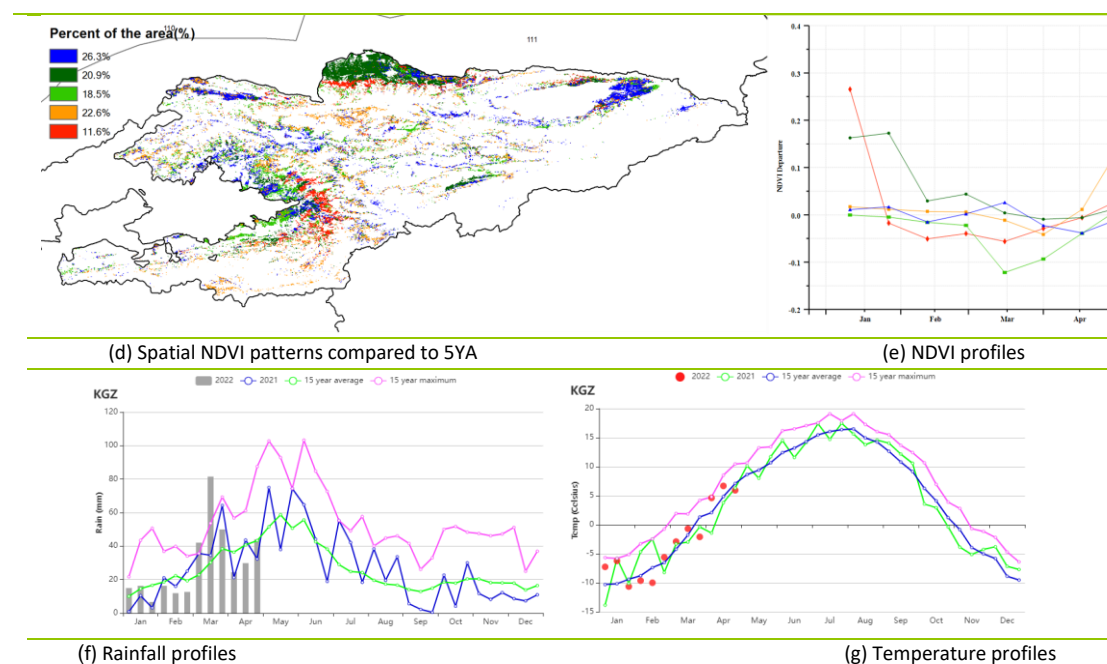 Percent of the area(%)
110
111
26.3%
20.9%
18.5%
22.6%
11.6%
0.4
0.3
0.2
0.1
0.0
-0.1
-0.2
NDVI Departure
Jan Feb Mar Apr
(d) Spatial NDVI patterns compared to 5YA
(e) NDVI profiles
2022 2021 15 year average 15 year maximum
KGZ
120
100
80
60
40
20
0
Rain (mm)
Jan Feb Mar Apr May Jun Jul Aug Sep Oct Nov Dec
2022 2021 15 year average 15 year maximum
KGZ
20
15
10
5
0
-5
-10
-15
Temp (Celsius)
Jan Feb Mar Apr May Jun Jul Aug Sep Oct Nov Dec
(f) Rainfall profiles
(g) Temperature profiles